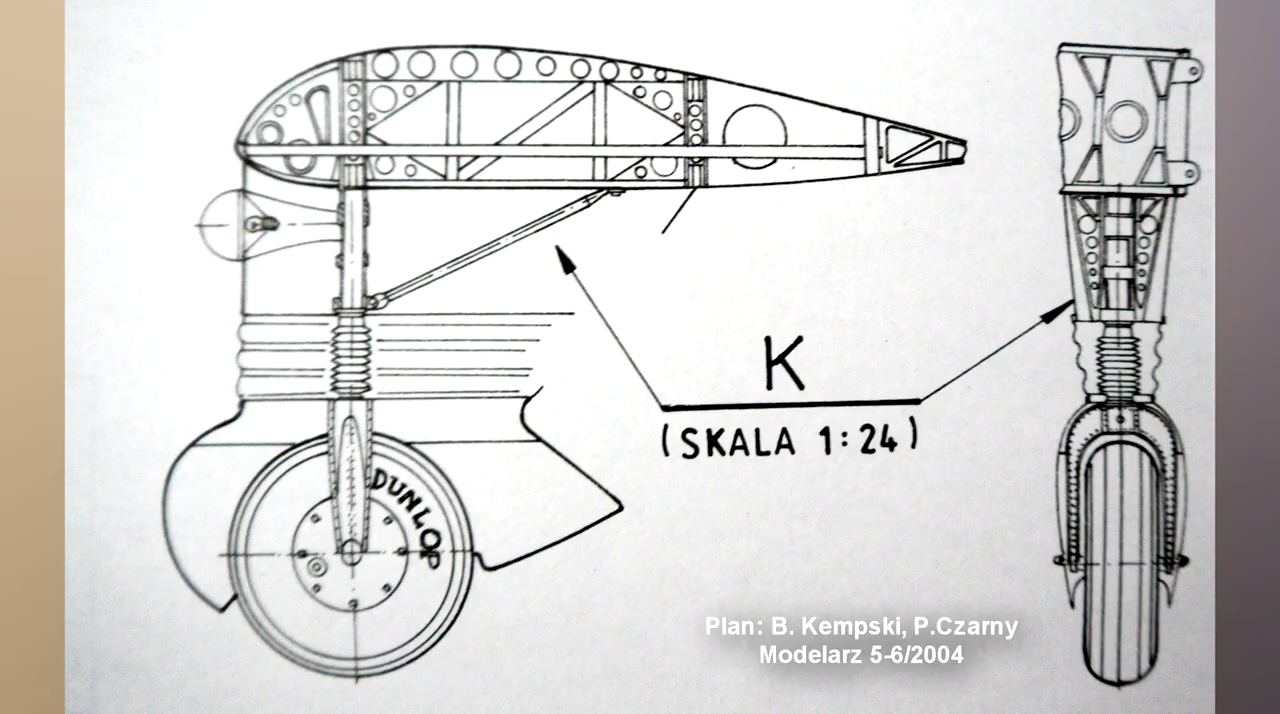 K
(SKALA 1:24)
DUNLOP
Plan: B. Kempski, P.Czarny
Modelarz 5-6/2004